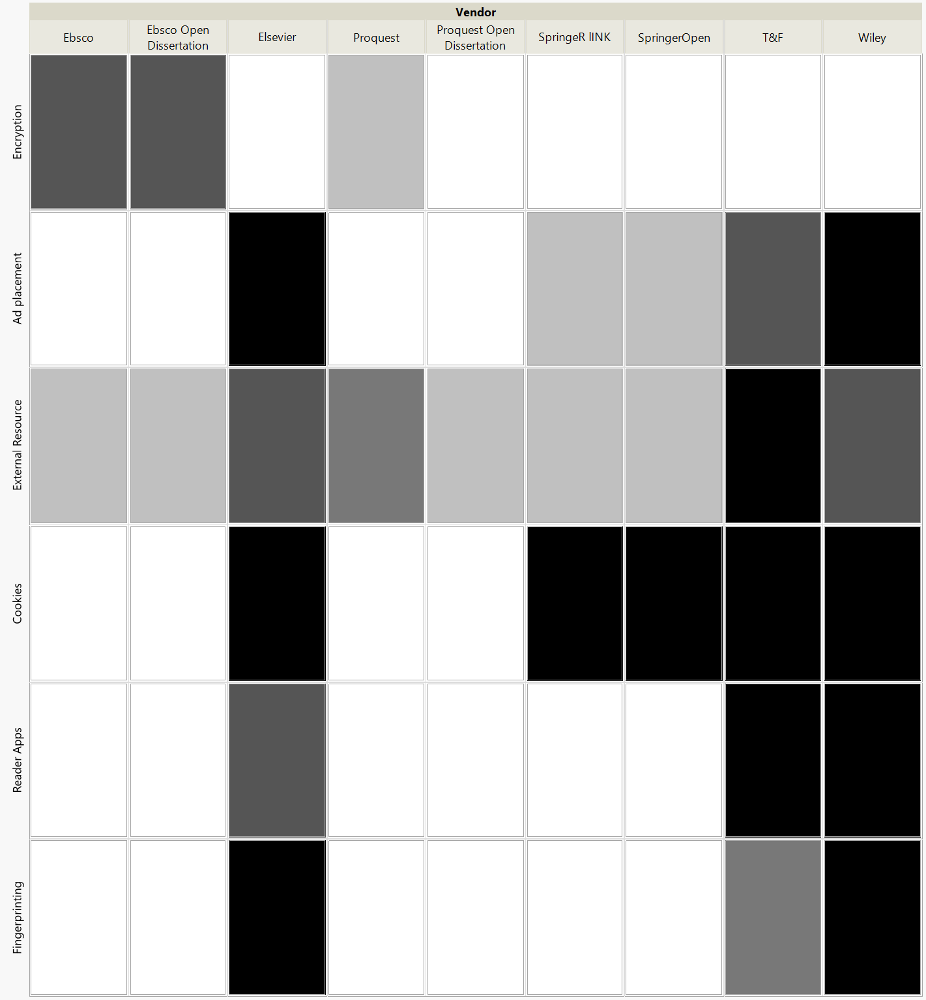 Vendor
Ebsco
Ebsco Open
Dissertation
Elsevier
Proquest
Proquest Open
Dissertation
SpringeR lINK
SpringerOpen
T&F
Wiley
Encryption
Ad placement
External Resource
Cookies
Reader Apps
Fingerprinting